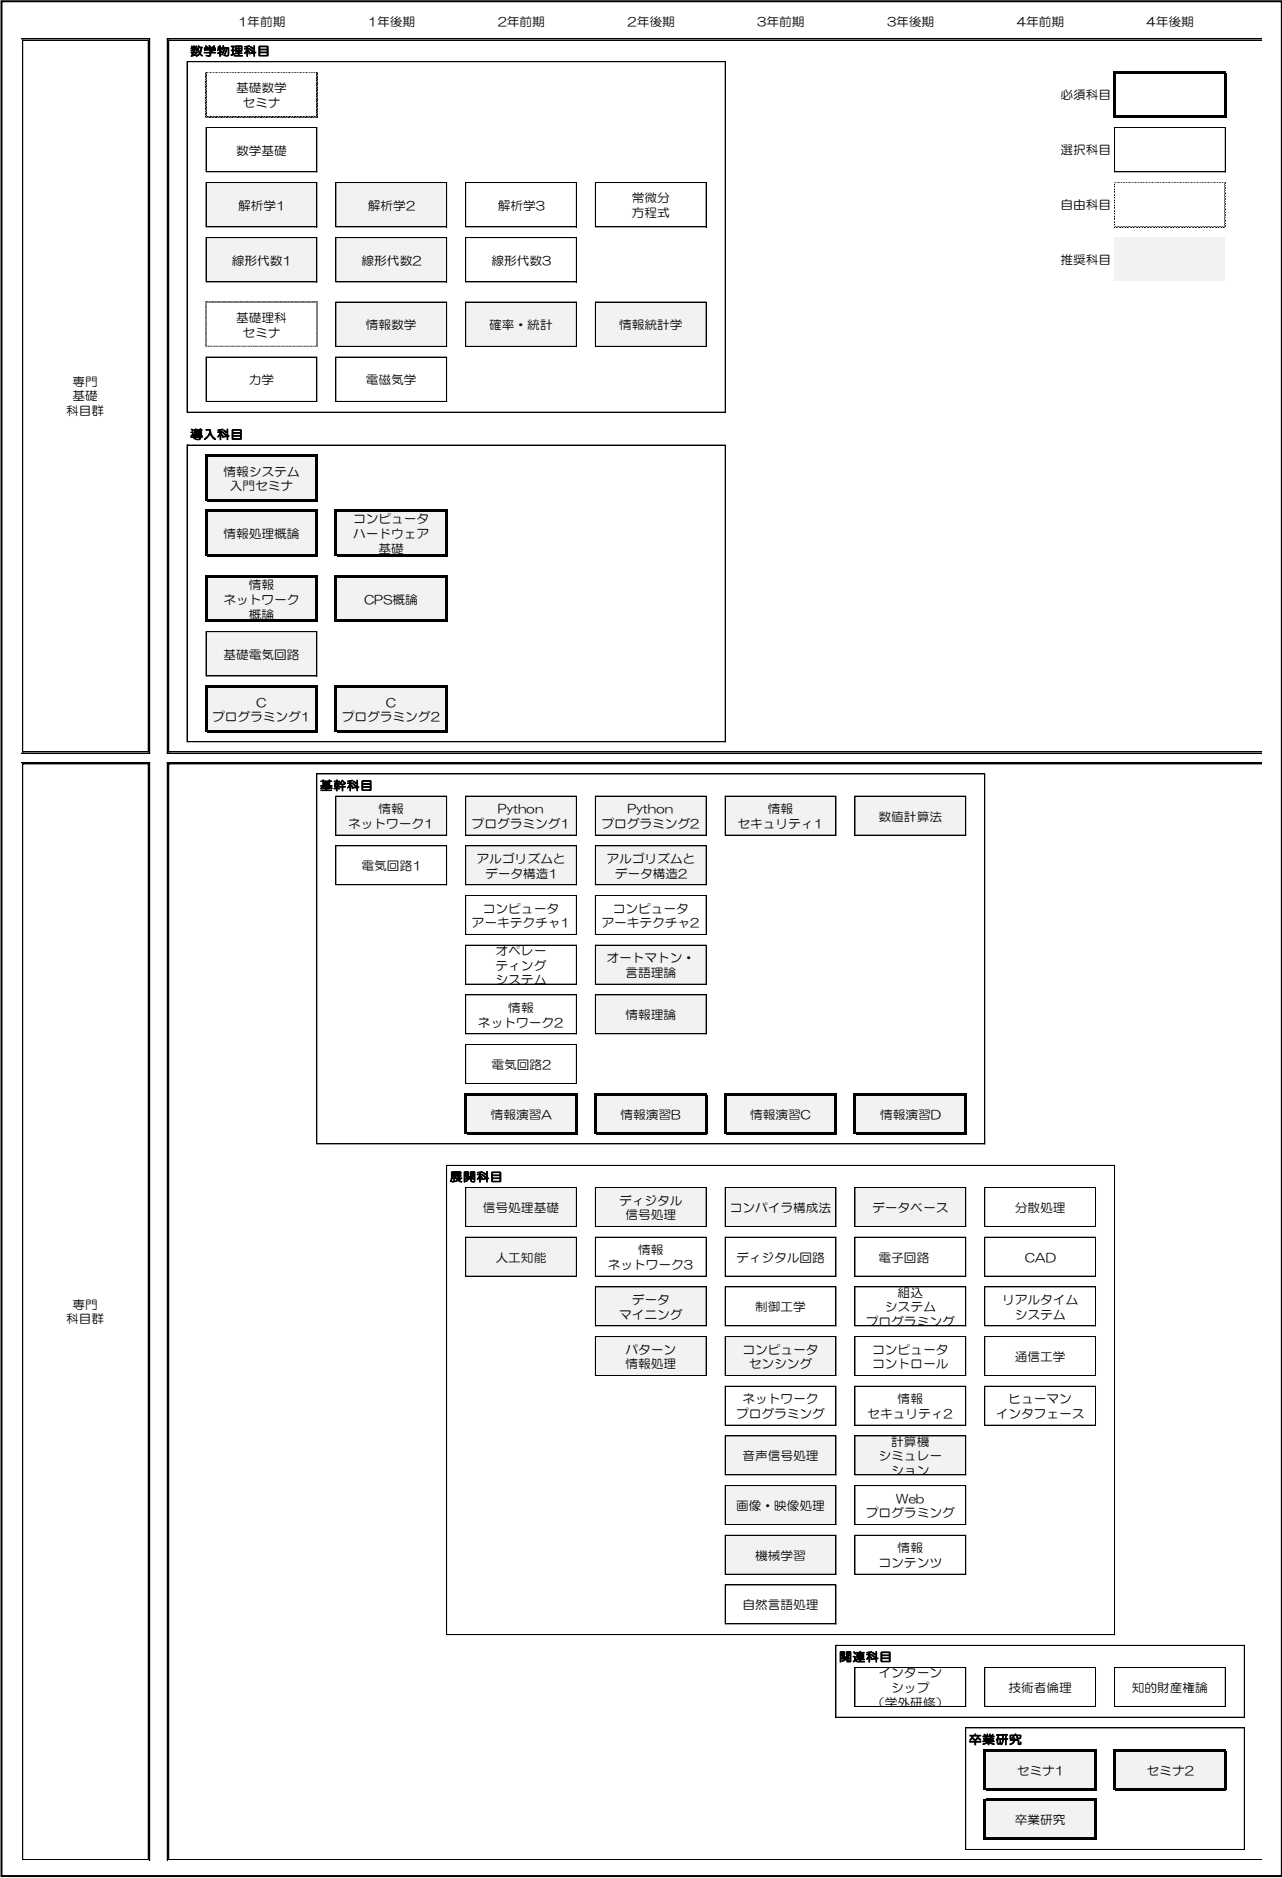 1年前期 1年後期 2年前期 2年後期 3年前期 3年後期 4年前期 4年後期
専門
基礎
科目群
数学物理科目
基礎数学
セミナ
数学基礎
解析学1 解析学2 解析学3 常微分
方程式
線形代数1 線形代数2 線形代数3
基礎理科
セミナ
情報数学 確率・統計 情報統計学
力学 電磁気学
必須科目
選択科目
自由科目
推奨科目
導入科目
情報システム
入門セミナ
情報処理概論
コンピュータ
ハードウェア
基礎
情報
ネットワーク
概論
CPS概論
基礎電気回路
C
プログラミング1
C
プログラミング2
専門
科目群
基幹科目
情報
ネットワーク1
Python
プログラミング1
Python
プログラミング2
情報
セキュリティ1
数値計算法
電気回路1
アルゴリズムと
データ構造1
アルゴリズムと
データ構造2
コンピュータ
アーキテクチャ1
コンピュータ
アーキテクチャ2
オペレー
ティング
システム
オートマトン・
言語理論
情報
ネットワーク2
情報理論
電気回路2
情報演習A 情報演習B 情報演習C 情報演習D
展開科目
信号処理基礎
ディジタル
信号処理
コンパイラ構成法 データベース 分散処理
人工知能
情報
ネットワーク3
ディジタル回路 電子回路 CAD
データ
マイニング
制御工学
組込
システム
プログラミング
リアルタイム
システム
パターン
情報処理
コンピュータ
センシング
コンピュータ
コントロール
通信工学
ネットワーク
プログラミング
情報
セキュリティ2
ヒューマン
インタフェース
音声信号処理
計算機
シミュレー
ション
画像・映像処理
Web
プログラミング
機械学習
情報
コンテンツ
自然言語処理
関連科目
インターン
シップ
（学外研修）
技術者倫理 知的財産権論
卒業研究
セミナ1 セミナ2
卒業研究